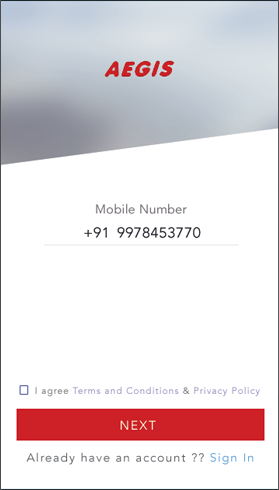 AEGIS
Mobile Number
+91 9978453770
I agree Terms and Conditions & Privacy Policy
NEXT
Already have an account ?? Sign In